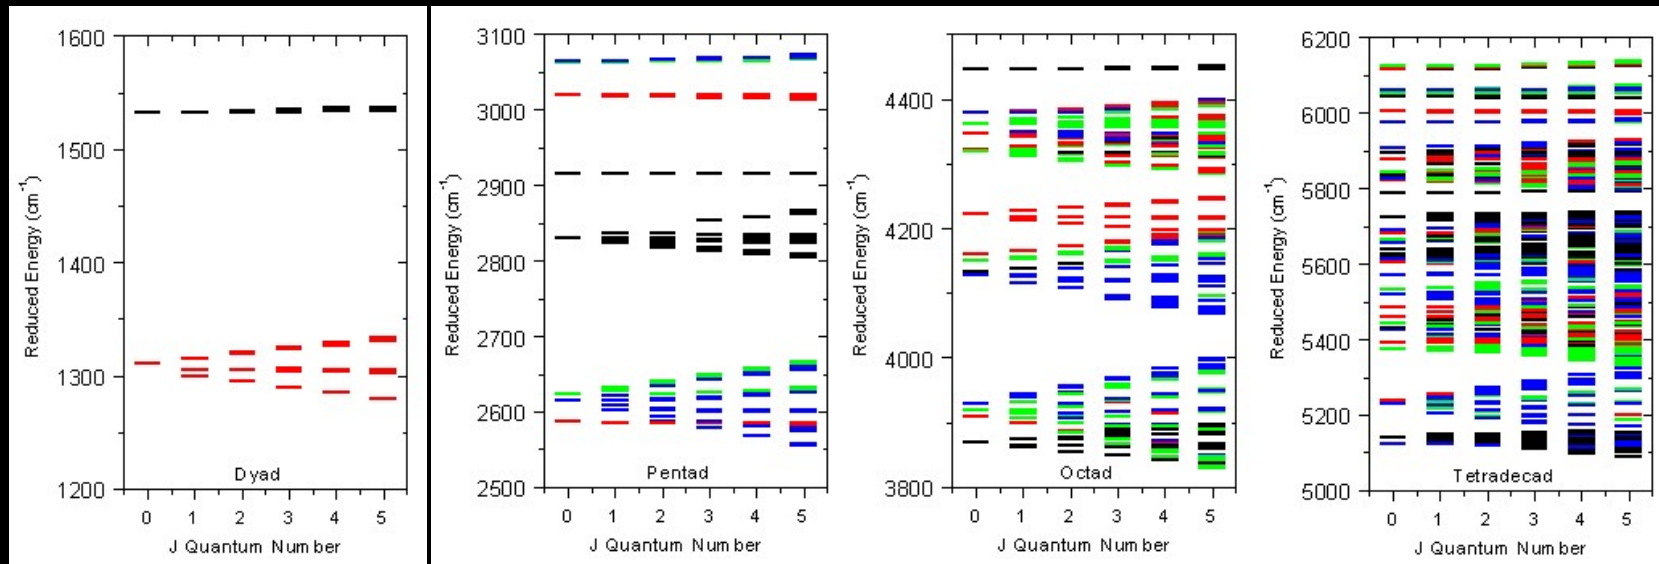 1600
1500
1400
1300
1200
Reduced Energy (cm⁻¹)
Dyad
0 1 2 3 4 5
J Quantum Number
3100
3000
2900
2800
2700
2600
2500
Reduced Energy (cm⁻¹)
Pentad
0 1 2 3 4 5
J Quantum Number
4400
4200
4000
3800
Reduced Energy (cm⁻¹)
Octad
0 1 2 3 4 5
J Quantum Number
6200
6000
5800
5600
5400
5200
5000
Reduced Energy (cm⁻¹)
Tetradecad
0 1 2 3 4 5
J Quantum Number